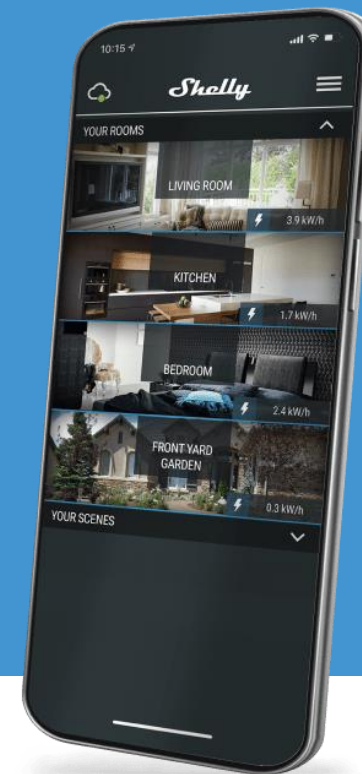 10:15
Shelly
YOUR ROOMS
LIVING ROOM
3.9 kW/h
KITCHEN
1.7 kW/h
BEDROOM
2.4 kW/h
FRONT YARD
GARDEN
0.3 kW/h
YOUR SCENES